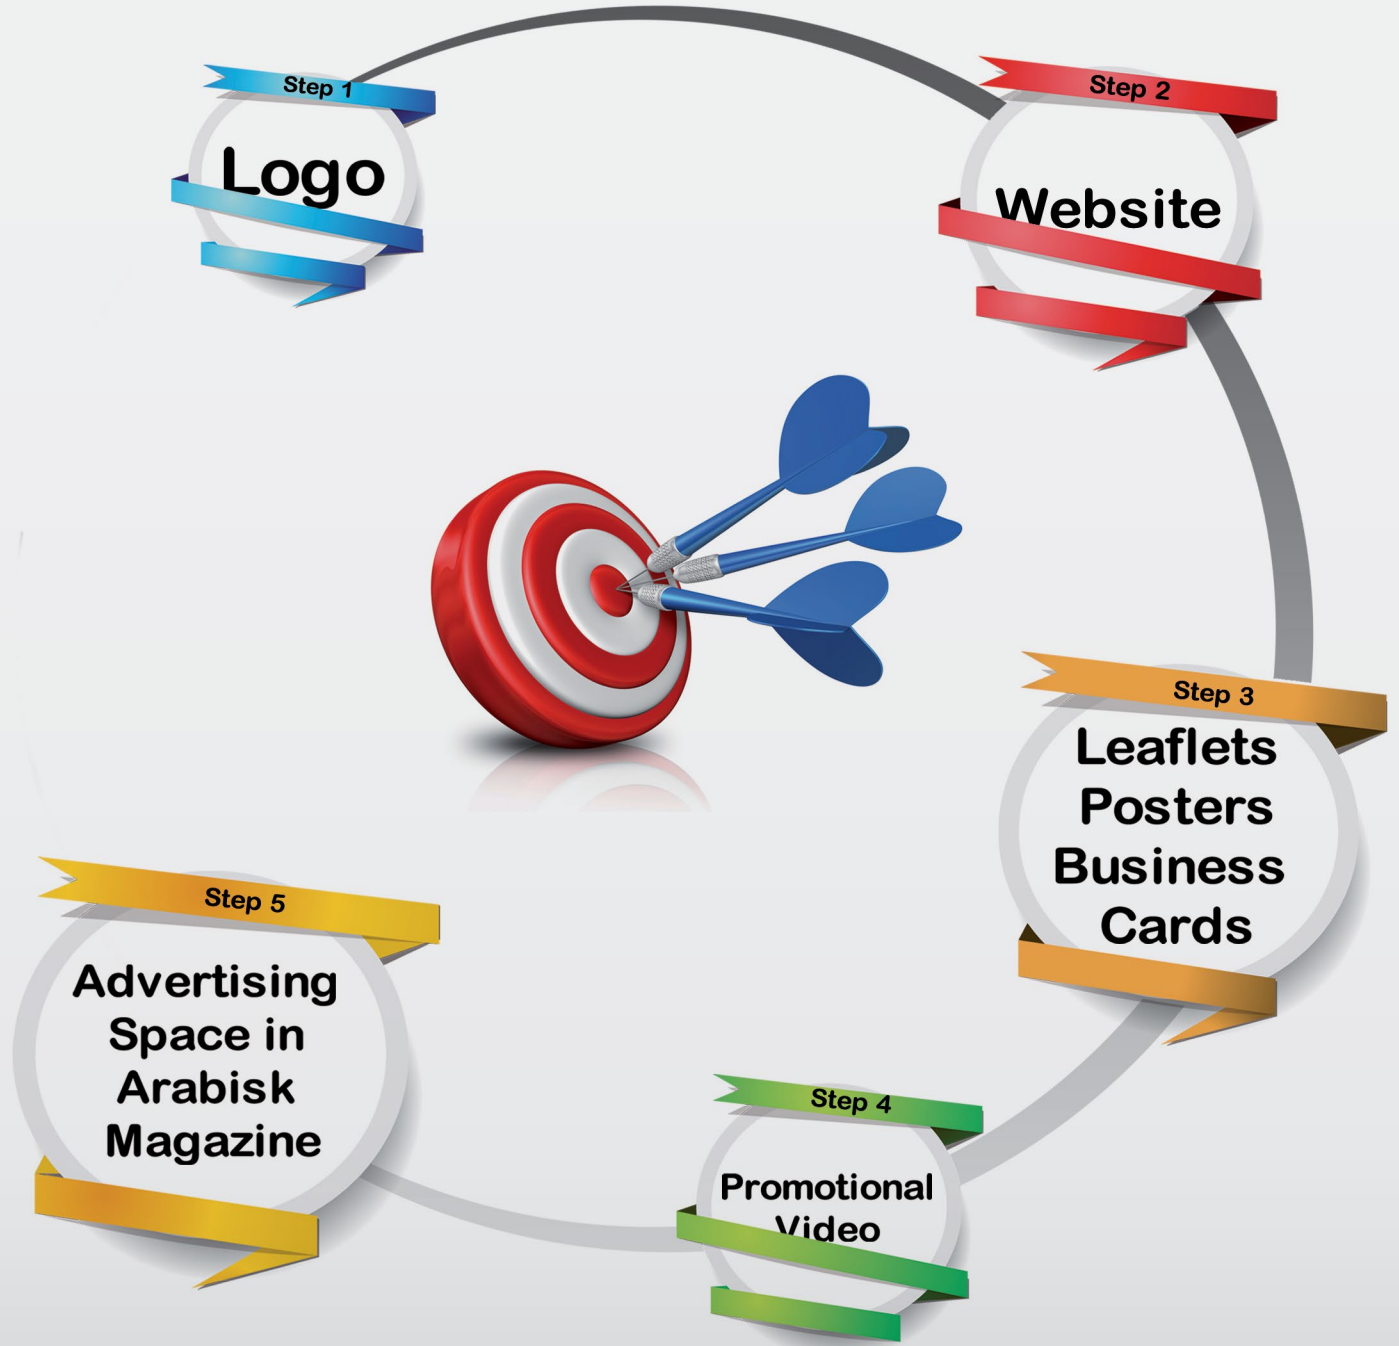 Step 1
Logo
Step 2
Website
Step 3
Leaflets
Posters
Business
Cards
Step 4
Promotional
Video
Step 5
Advertising
Space in
Arabisk
Magazine